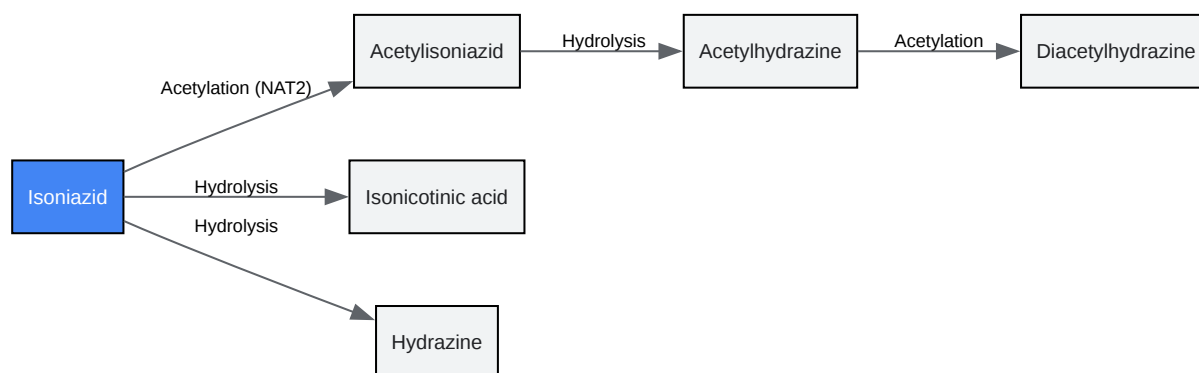 Acetylisoniazid
Hydrolysis
Acetylhydrazine
Acetylation
Diacetylhydrazine
Acetylation (NAT2)
Isoniazid
Hydrolysis
Isonicotinic acid
Hydrolysis
Hydrazine